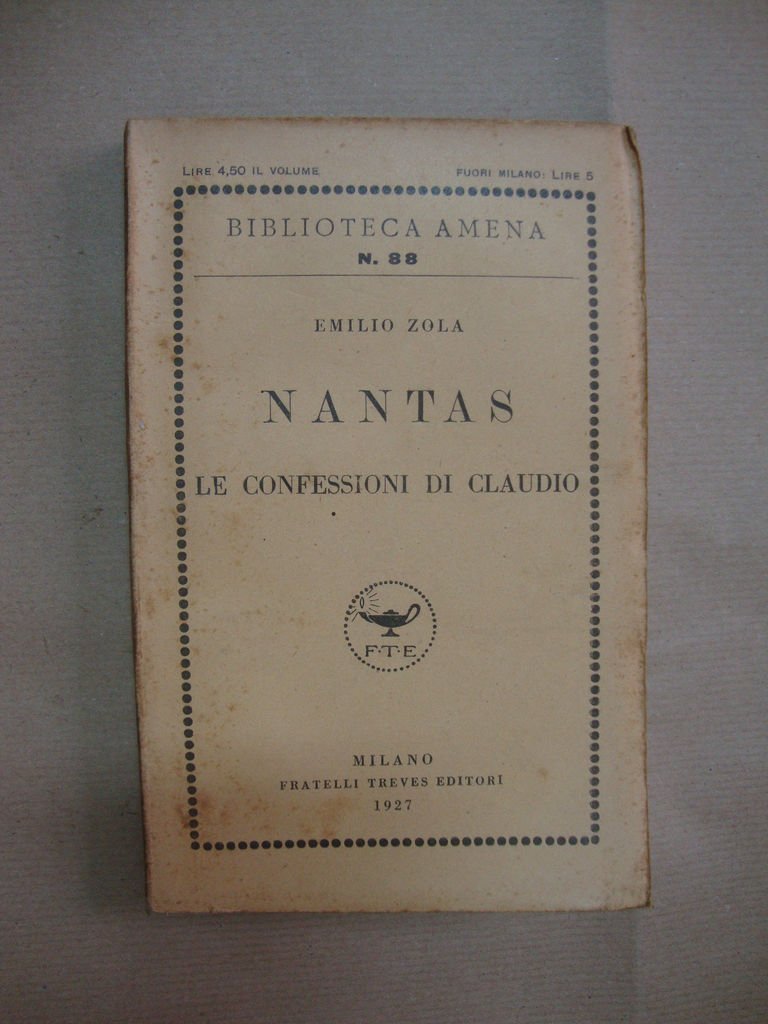 LIRE 4,50 IL VOLUME
FUORI MILANO: LIRE 5
BIBLIOTECA AMENA
N. 88
EMILIO ZOLA
NANTAS
LE CONFESSIONI DI CLAUDIO
F·T·E
MILANO
FRATELLI TREVES EDITORI
1927